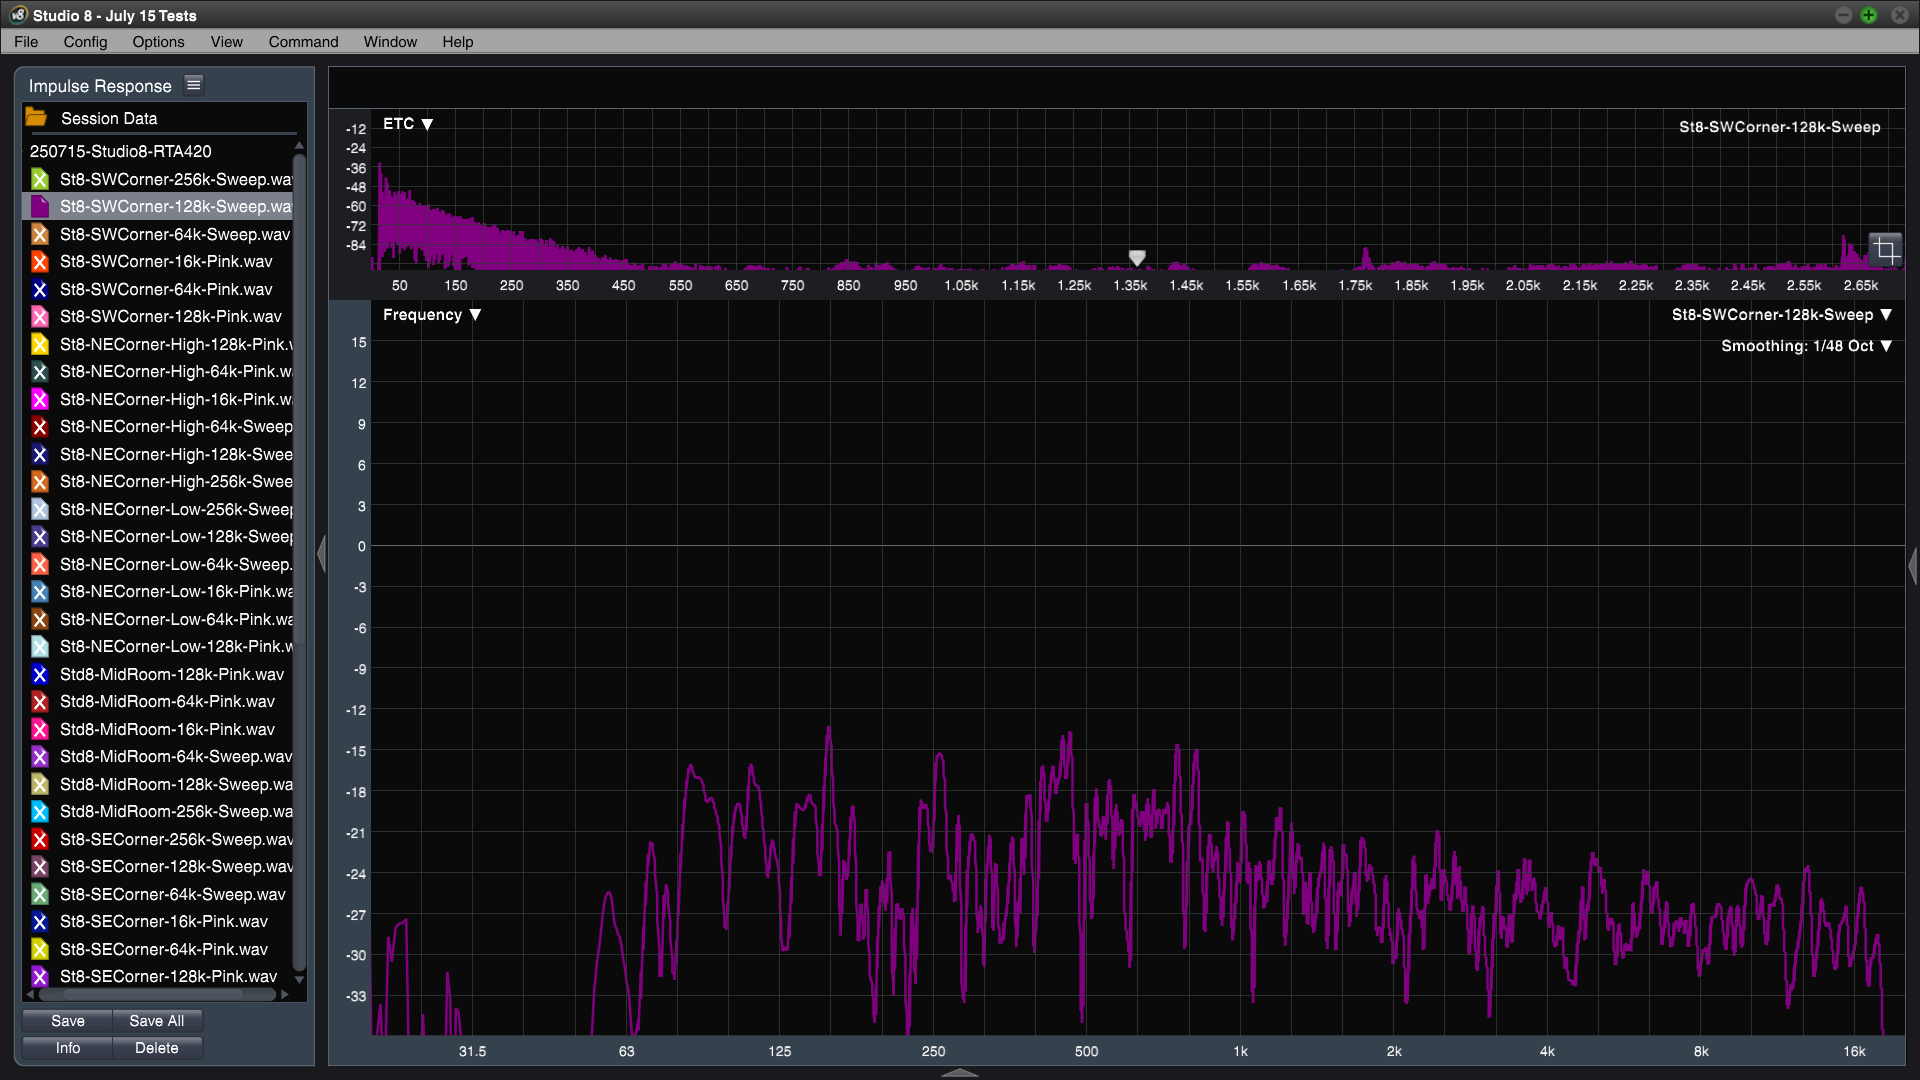 v8 Studio 8 - July 15 Tests
File Config Options View Command Window Help
Impulse Response
Session Data
250715-Studio8-RTA420
St8-SWCorner-256k-Sweep.wa
St8-SWCorner-128k-Sweep.wa
St8-SWCorner-64k-Sweep.wav
St8-SWCorner-16k-Pink.wav
St8-SWCorner-64k-Pink.wav
St8-SWCorner-128k-Pink.wav
St8-NECorner-High-128k-Pink.
St8-NECorner-High-64k-Pink.w
St8-NECorner-High-16k-Pink.w
St8-NECorner-High-64k-Sweep
St8-NECorner-High-128k-Swee
St8-NECorner-High-256k-Swee
St8-NECorner-Low-256k-Sweep
St8-NECorner-Low-128k-Sweep
St8-NECorner-Low-64k-Sweep.
St8-NECorner-Low-16k-Pink.wa
St8-NECorner-Low-64k-Pink.wa
St8-NECorner-Low-128k-Pink.w
Std8-MidRoom-128k-Pink.wav
Std8-MidRoom-64k-Pink.wav
Std8-MidRoom-16k-Pink.wav
Std8-MidRoom-64k-Sweep.wav
Std8-MidRoom-128k-Sweep.wa
Std8-MidRoom-256k-Sweep.wa
St8-SECorner-256k-Sweep.wav
St8-SECorner-128k-Sweep.wav
St8-SECorner-64k-Sweep.wav
St8-SECorner-16k-Pink.wav
St8-SECorner-64k-Pink.wav
St8-SECorner-128k-Pink.wav
Save Save All
Info Delete
ETC ▼
St8-SWCorner-128k-Sweep
-12
-24
-36
-48
-60
-72
-84
50 150 250 350 450 550 650 750 850 950 1.05k 1.15k 1.25k 1.35k 1.45k 1.55k 1.65k 1.75k 1.85k 1.95k 2.05k 2.15k 2.25k 2.35k 2.45k 2.55k 2.65k
Frequency ▼
St8-SWCorner-128k-Sweep ▼
Smoothing: 1/48 Oct ▼
15
12
9
6
3
0
-3
-6
-9
-12
-15
-18
-21
-24
-27
-30
-33
31.5 63 125 250 500 1k 2k 4k 8k 16k